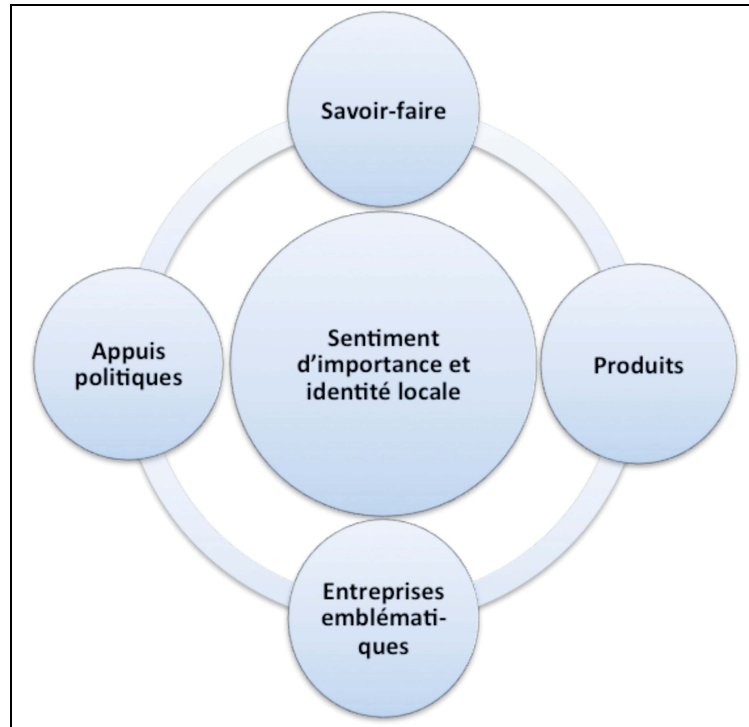 Savoir-faire
Appuis
politiques
Sentiment
d’importance et
identité locale
Produits
Entreprises
emblémati-
ques